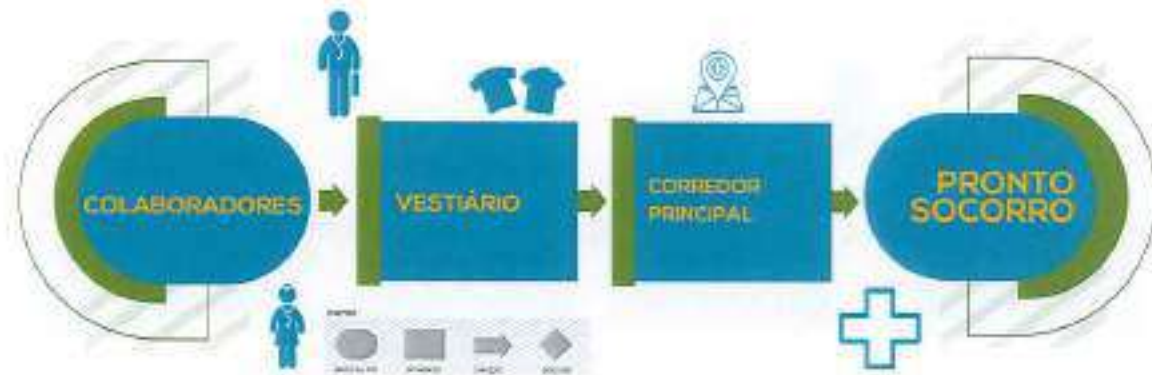 COLABORADORES
VESTIÁRIO
CORREDOR
PRINCIPAL
PRONTO
SOCORRO